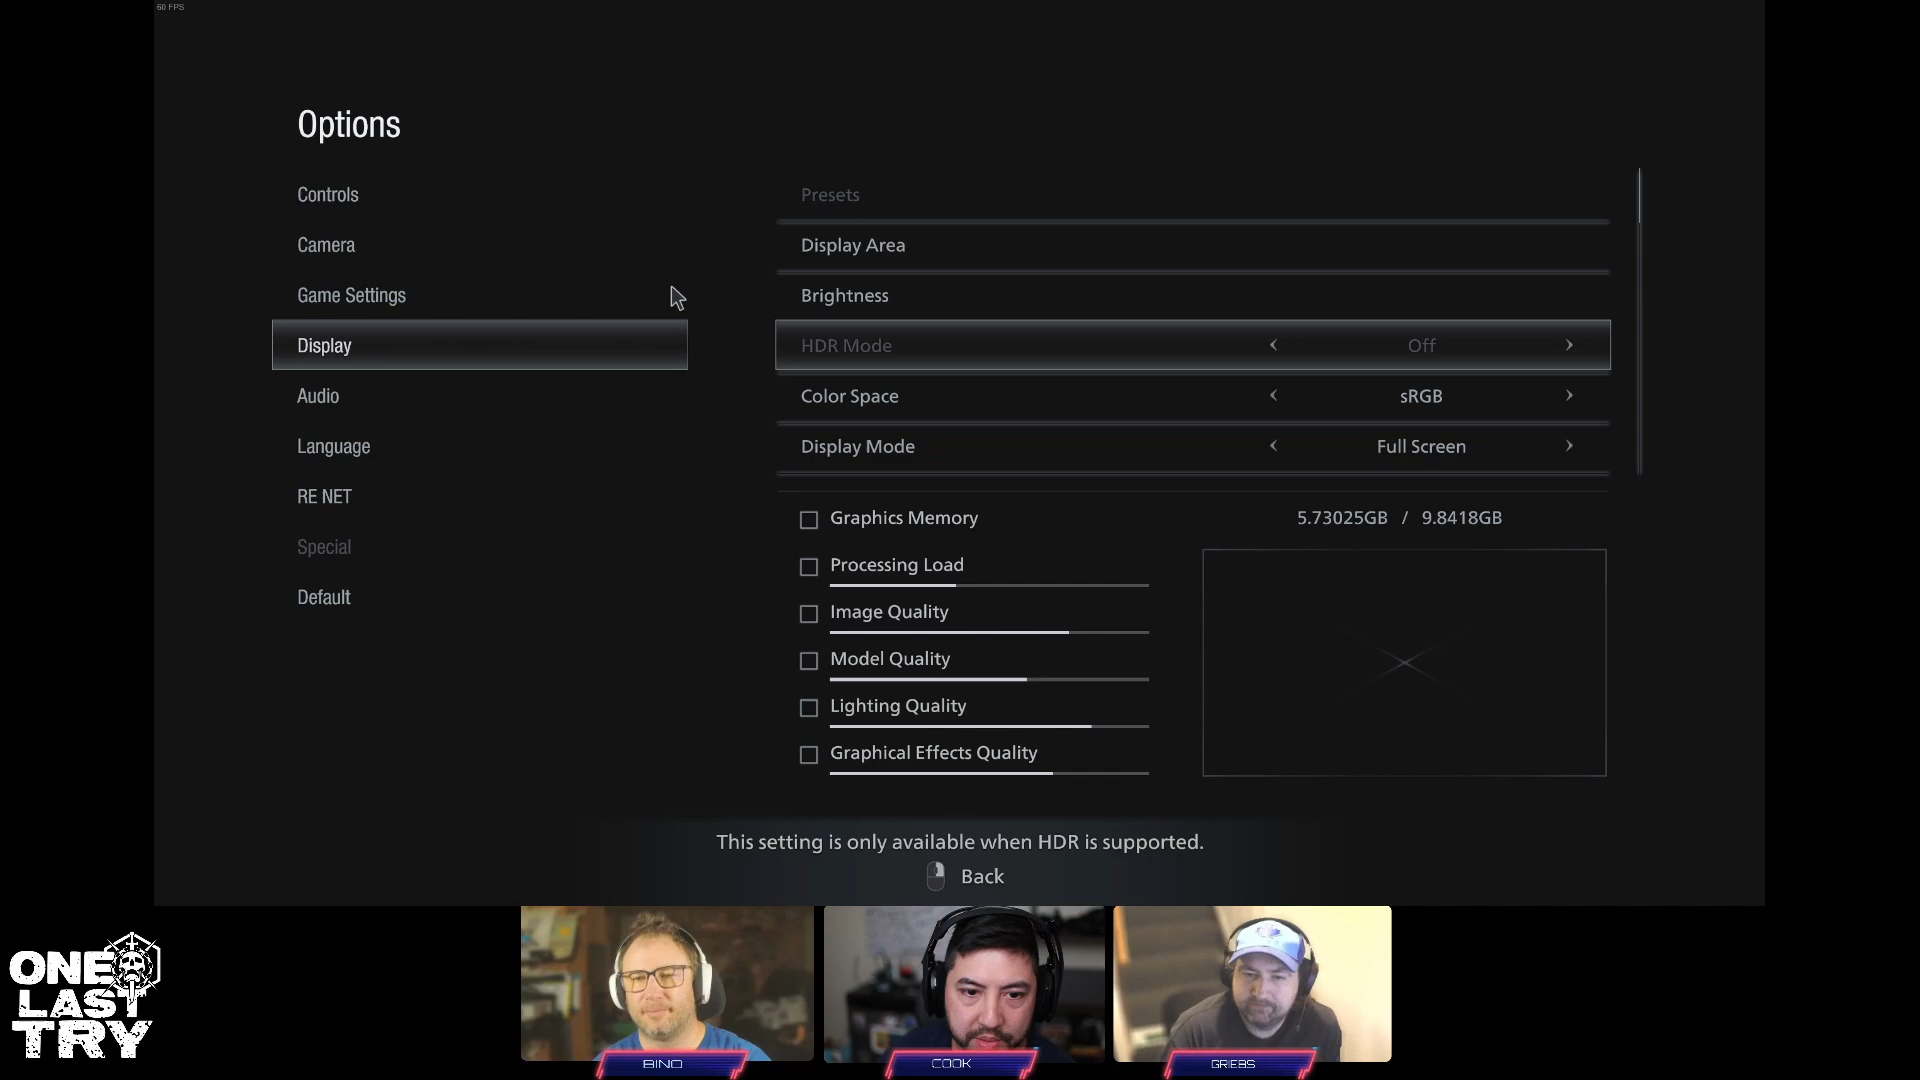 60 FPS
Options
Controls
Camera
Game Settings
Display
Audio
Language
RE NET
Special
Default
Presets
Display Area
Brightness
HDR Mode Off
Color Space sRGB
Display Mode Full Screen
Graphics Memory 5.73025GB / 9.8418GB
Processing Load
Image Quality
Model Quality
Lighting Quality
Graphical Effects Quality
This setting is only available when HDR is supported.
Back
ONE
LAST
TRY
BINO
COOK
GRIEBS